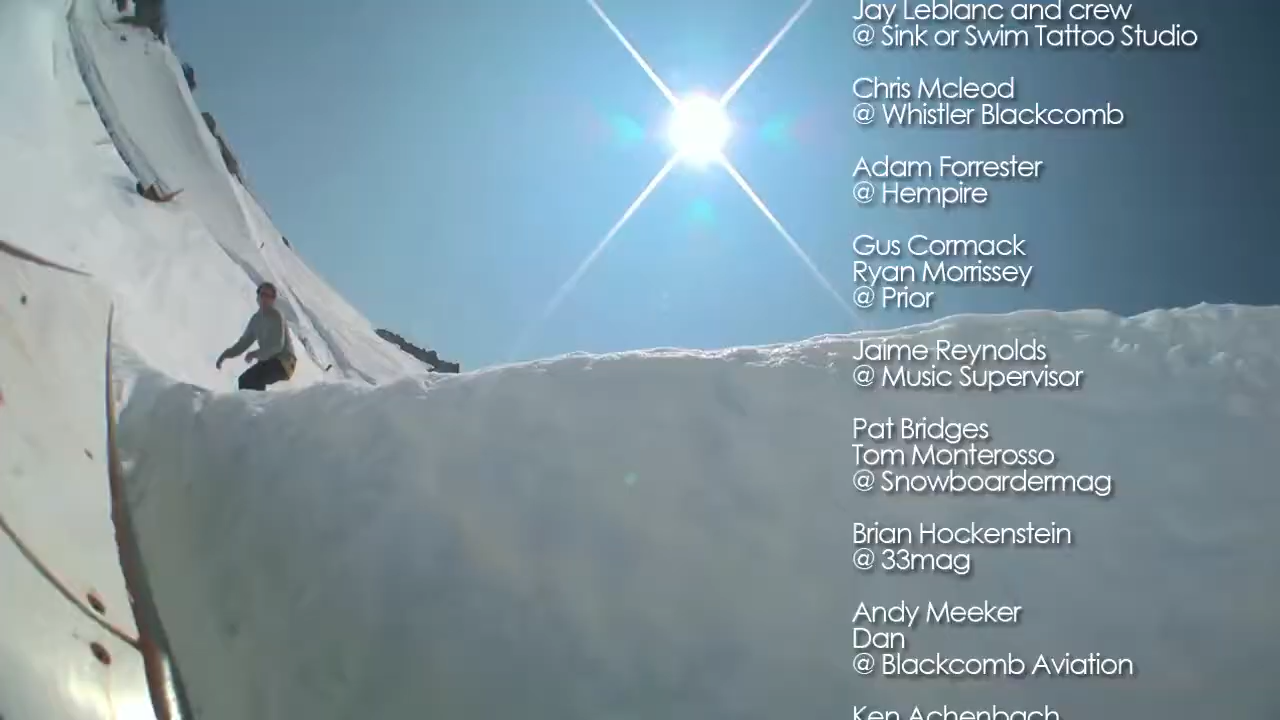 Jay Leblanc and crew
@ Sink or Swim Tattoo Studio
Chris Mcleod
@ Whistler Blackcomb
Adam Forrester
@ Hempire
Gus Cormack
Ryan Morrissey
@ Prior
Jaime Reynolds
@ Music Supervisor
Pat Bridges
Tom Monterosso
@ Snowboardermag
Brian Hockenstein
@ 33mag
Andy Meeker
Dan
@ Blackcomb Aviation
Ken Achenbach